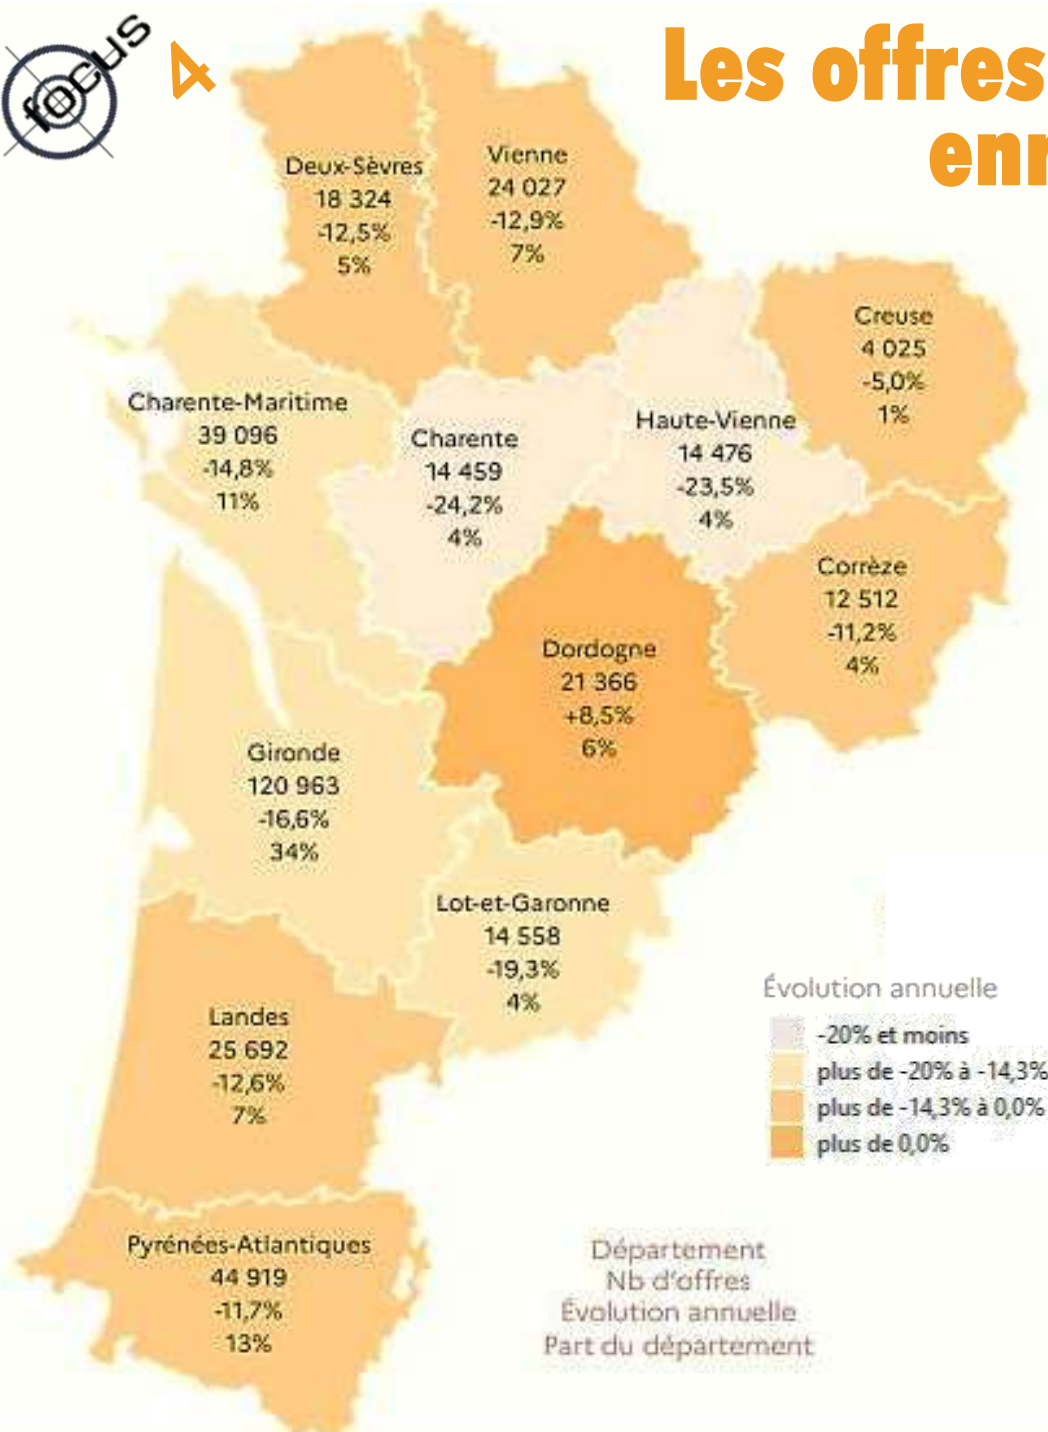 focus
4
Les offres
enr
Deux-Sèvres
18 324
-12,5%
5%
Vienne
24 027
-12,9%
7%
Creuse
4 025
-5,0%
1%
Charente-Maritime
39 096
-14,8%
11%
Charente
14 459
-24,2%
4%
Haute-Vienne
14 476
-23,5%
4%
Corrèze
12 512
-11,2%
4%
Dordogne
21 366
+8,5%
6%
Gironde
120 963
-16,6%
34%
Lot-et-Garonne
14 558
-19,3%
4%
Landes
25 692
-12,6%
7%
Pyrénées-Atlantiques
44 919
-11,7%
13%
Évolution annuelle
-20% et moins
plus de -20% à -14,3%
plus de -14,3% à 0,0%
plus de 0,0%
Département
Nb d'offres
Évolution annuelle
Part du département